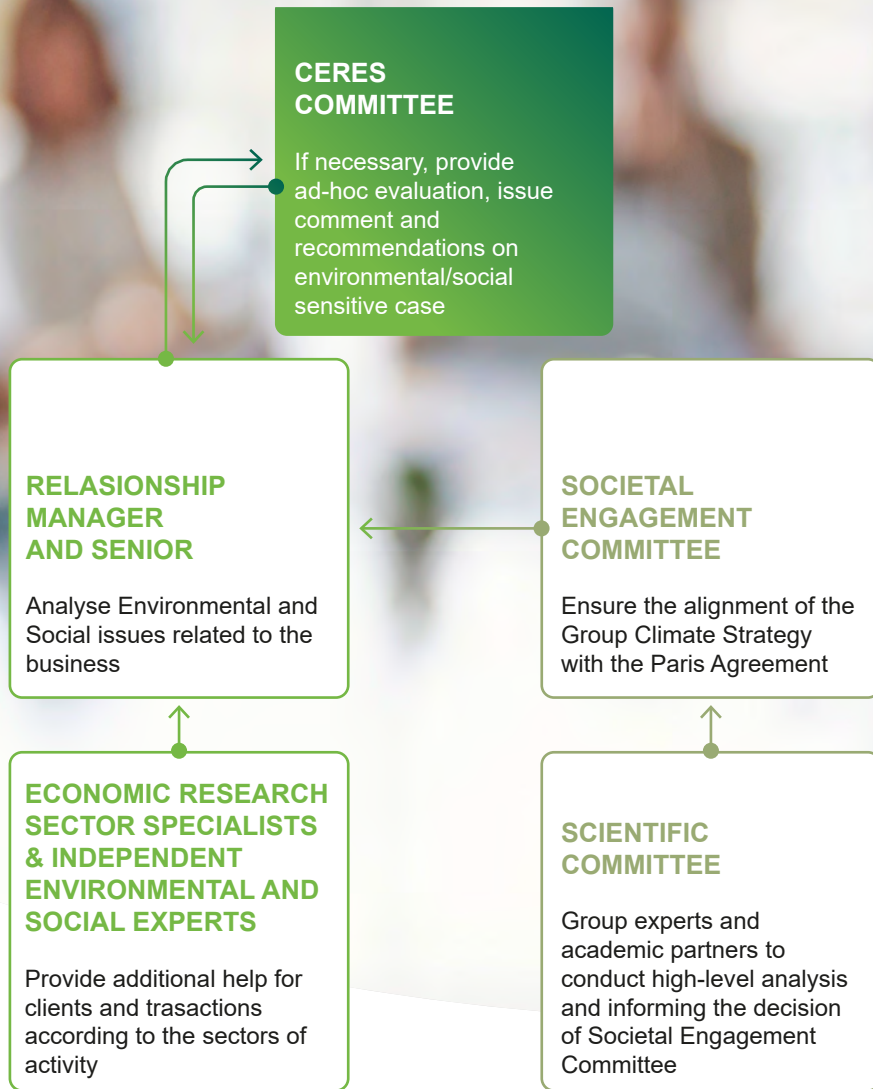 CERES
COMMITTEE
If necessary, provide
ad-hoc evaluation, issue
comment and
recommendations on
environmental/social
sensitive case
RELASIONSHIP
MANAGER
AND SENIOR
Analyse Environmental and
Social issues related to the
business
SOCIETAL
ENGAGEMENT
COMMITTEE
Ensure the alignment of the
Group Climate Strategy
with the Paris Agreement
ECONOMIC RESEARCH
SECTOR SPECIALISTS
& INDEPENDENT
ENVIRONMENTAL AND
SOCIAL EXPERTS
Provide additional help for
clients and trasactions
according to the sectors of
activity
SCIENTIFIC
COMMITTEE
Group experts and
academic partners to
conduct high-level analysis
and informing the decision
of Societal Engagement
Committee